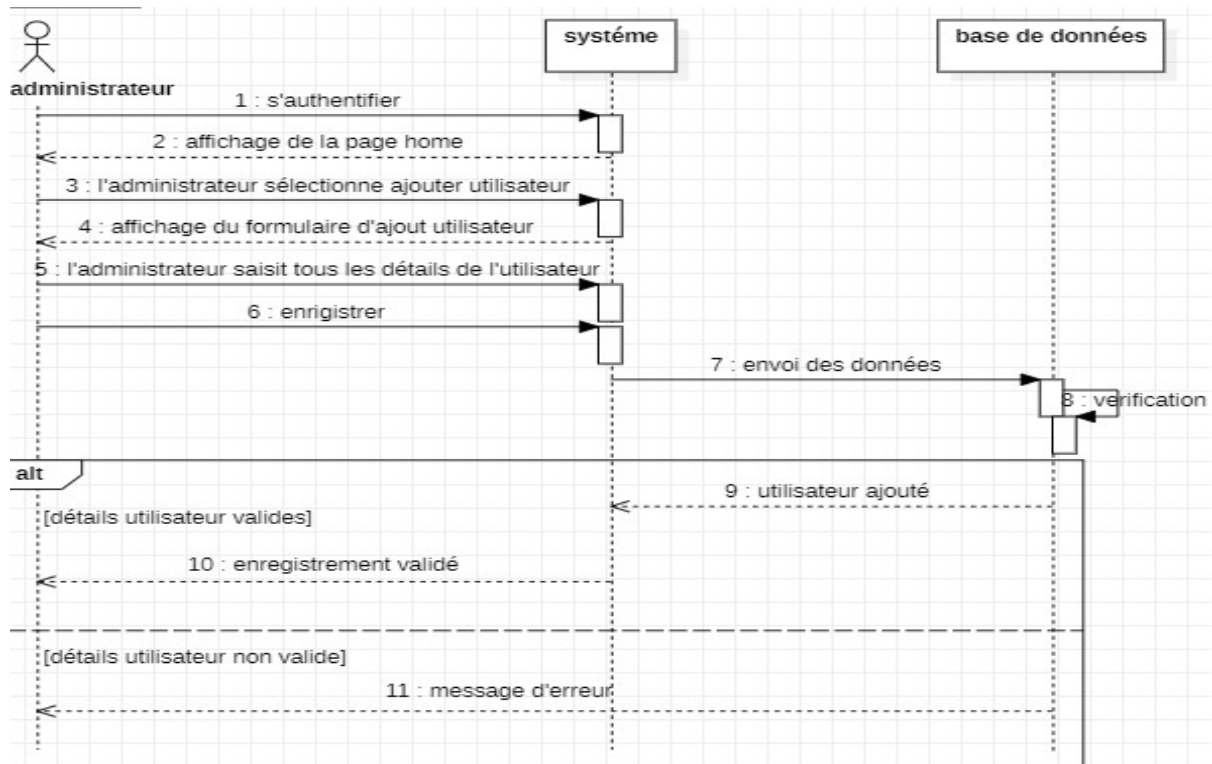 systéme
base de données
administrateur
1 : s'authentifier
2 : affichage de la page home
3 : l'administrateur sélectionne ajouter utilisateur
4 : affichage du formulaire d'ajout utilisateur
5 : l'administrateur saisit tous les détails de l'utilisateur
6 : enrigistrer
7 : envoi des données
8 : verification
alt
9 : utilisateur ajouté
[détails utilisateur valides]
10 : enregistrement validé
[détails utilisateur non valide]
11 : message d'erreur